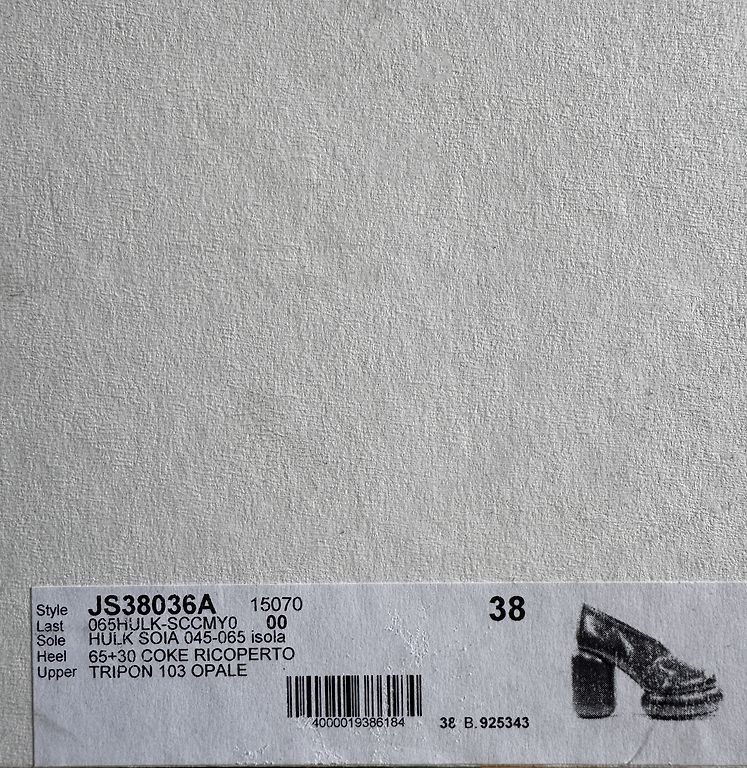 Style JS38036A 15070 38
Last 065HULK-SCCMY0 00
Sole HULK SOIA 045-065 isola
Heel 65+30 COKE RICOPERTO
Upper TRIPON 103 OPALE
4000019386184 38 B. 925343